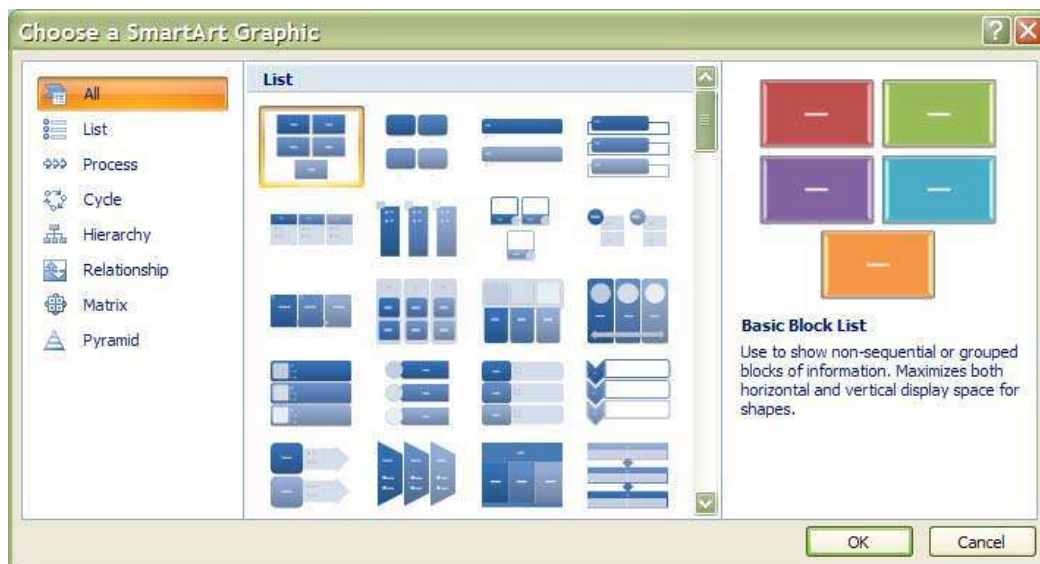 Choose a SmartArt Graphic
All
List
Process
Cycle
Hierarchy
Relationship
Matrix
Pyramid
List
Basic Block List
Use to show non-sequential or grouped
blocks of information. Maximizes both
horizontal and vertical display space for
shapes.
OK
Cancel